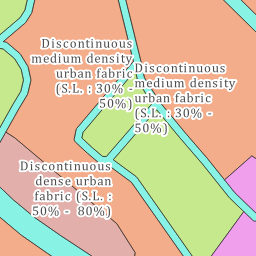 Discontinuous
medium density
urban fabric
(S.L. : 30% -
50%)
Discontinuous
medium density
urban fabric
(S.L. : 30% -
50%)
Discontinuous
dense urban
fabric (S.L. :
50% -  80%)